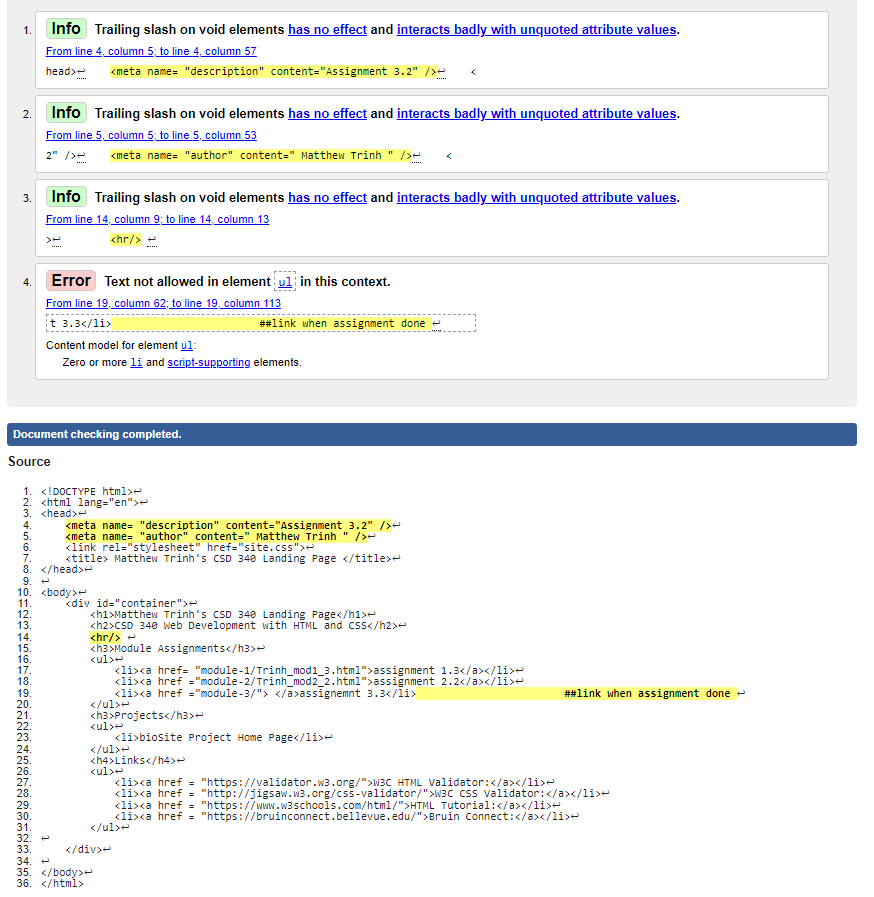 1. Info Trailing slash on void elements has no effect and interacts badly with unquoted attribute values.
From line 4, column 5; to line 4, column 57
head>↩    <meta name= "description" content="Assignment 3.2" />↩    <
2. Info Trailing slash on void elements has no effect and interacts badly with unquoted attribute values.
From line 5, column 5; to line 5, column 53
2" />↩    <meta name= "author" content=" Matthew Trinh " />↩    <
3. Info Trailing slash on void elements has no effect and interacts badly with unquoted attribute values.
From line 14, column 9; to line 14, column 13
>↩        <hr/> ↩
4. Error Text not allowed in element ul in this context.
From line 19, column 62; to line 19, column 113
t 3.3</li>                        ##link when assignment done ↩
Content model for element ul:
Zero or more li and script-supporting elements.
Document checking completed.
Source
1. <!DOCTYPE html>↩
2. <html lang="en">↩
3. <head>↩
4.     <meta name= "description" content="Assignment 3.2" />↩
5.     <meta name= "author" content=" Matthew Trinh " />↩
6.     <link rel="stylesheet" href="site.css">↩
7.     <title> Matthew Trinh's CSD 340 Landing Page </title>↩
8. </head>↩
9. ↩
10. <body>↩
11.     <div id="container">↩
12.         <h1>Matthew Trinh's CSD 340 Landing Page</h1>↩
13.         <h2>CSD 340 Web Development with HTML and CSS</h2>↩
14.         <hr/> ↩
15.         <h3>Module Assignments</h3>↩
16.         <ul>↩
17.             <li><a href= "module-1/Trinh_mod1_3.html">assignment 1.3</a></li>↩
18.             <li><a href ="module-2/Trinh_mod2_2.html">assignment 2.2</a></li>↩
19.             <li><a href ="module-3/"> </a>assignemnt 3.3</li>                        ##link when assignment done ↩
20.         </ul>↩
21.         <h3>Projects</h3>↩
22.         <ul>↩
23.             <li>bioSite Project Home Page</li>↩
24.         </ul>↩
25.         <h4>Links</h4>↩
26.         <ul>↩
27.             <li><a href = "https://validator.w3.org/">W3C HTML Validator:</a></li>↩
28.             <li><a href = "http://jigsaw.w3.org/css-validator/">W3C CSS Validator:</a></li>↩
29.             <li><a href = "https://www.w3schools.com/html/">HTML Tutorial:</a></li>↩
30.             <li><a href = "https://bruinconnect.bellevue.edu/">Bruin Connect:</a></li>↩
31.         </ul>↩
32. ↩
33.     </div>↩
34. ↩
35. </body>↩
36. </html>